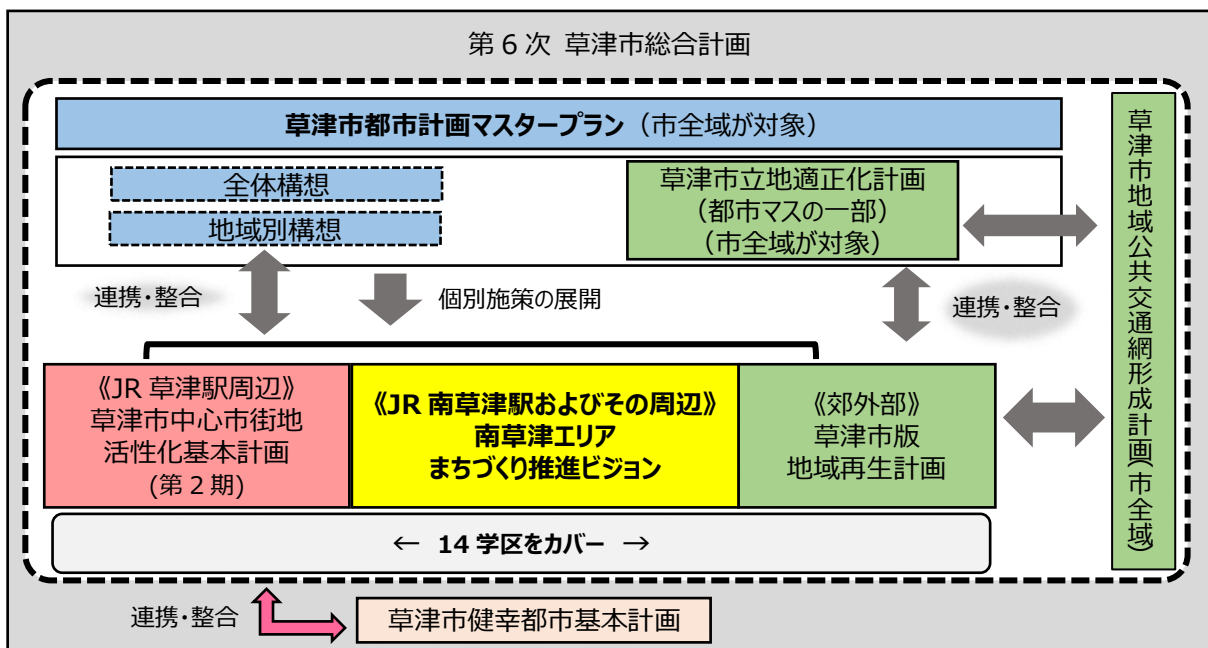 第6次 草津市総合計画
草津市都市計画マスタープラン（市全域が対象）
全体構想
地域別構想
草津市立地適正化計画
（都市マスの一部）
（市全域が対象）
草津市地域公共交通網形成計画（市全域）
連携・整合
個別施策の展開
連携・整合
《JR 草津駅周辺》
草津市中心市街地
活性化基本計画
(第2期)
《JR 南草津駅およびその周辺》
南草津エリア
まちづくり推進ビジョン
《郊外部》
草津市版
地域再生計画
← 14 学区をカバー →
連携・整合
草津市健幸都市基本計画